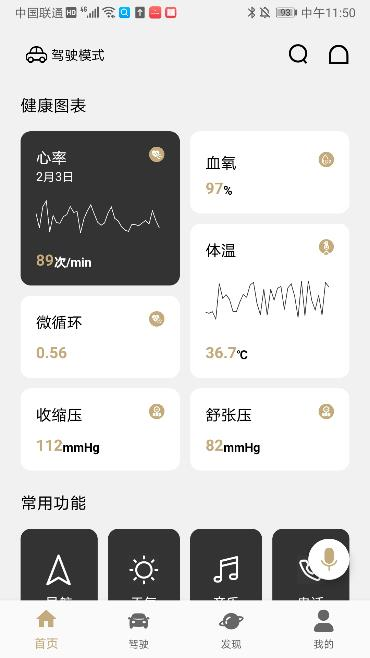 中国联通 HD 46 93 中午11:50
驾驶模式
健康图表
心率
2月3日
89次/min
血氧
97%
体温
36.7℃
微循环
0.56
收缩压
112mmHg
舒张压
82mmHg
常用功能
首页 驾驶 发现 我的